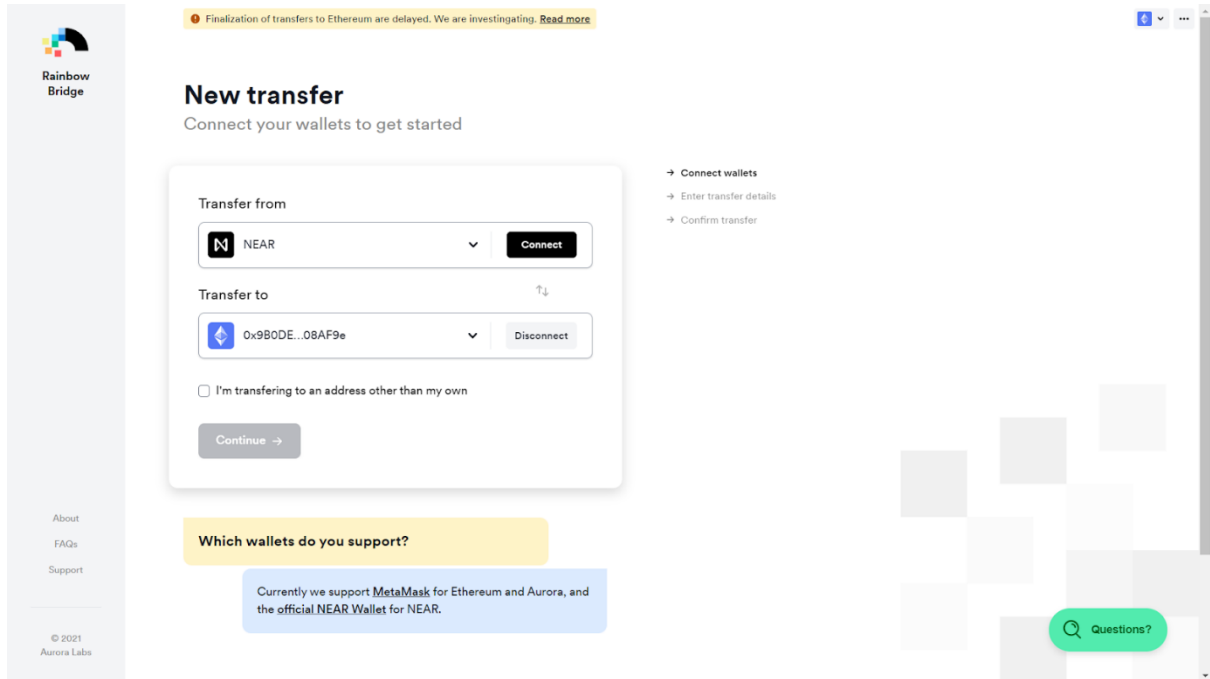 Finalization of transfers to Ethereum are delayed. We are investingating. Read more
Rainbow
Bridge
New transfer
Connect your wallets to get started
Transfer from
NEAR
Connect
Transfer to
0x9B0DE...08AF9e
Disconnect
I'm transfering to an address other than my own
Continue →
→ Connect wallets
→ Enter transfer details
→ Confirm transfer
Which wallets do you support?
Currently we support MetaMask for Ethereum and Aurora, and
the official NEAR Wallet for NEAR.
About
FAQs
Support
© 2021
Aurora Labs
Questions?